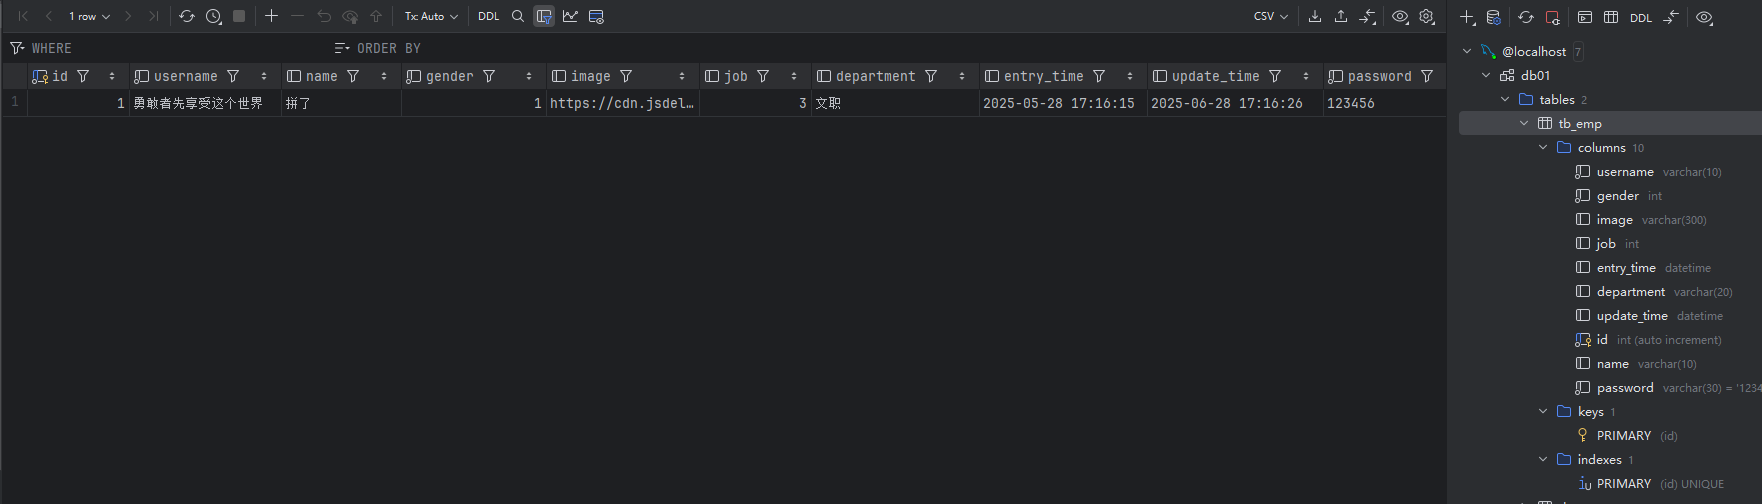 1 row Tx: Auto DDL CSV
WHERE ORDER BY
id username name gender image job department entry_time update_time password
1 1 勇敢者先享受这个世界 拼了 1 https://cdn.jsdel… 3 文职 2025-05-28 17:16:15 2025-06-28 17:16:26 123456
DDL
@localhost 7
db01
tables 2
tb_emp
columns 10
username varchar(10)
gender int
image varchar(300)
job int
entry_time datetime
department varchar(20)
update_time datetime
id int (auto increment)
name varchar(10)
password varchar(30) = '1234
keys 1
PRIMARY (id)
indexes 1
PRIMARY (id) UNIQUE